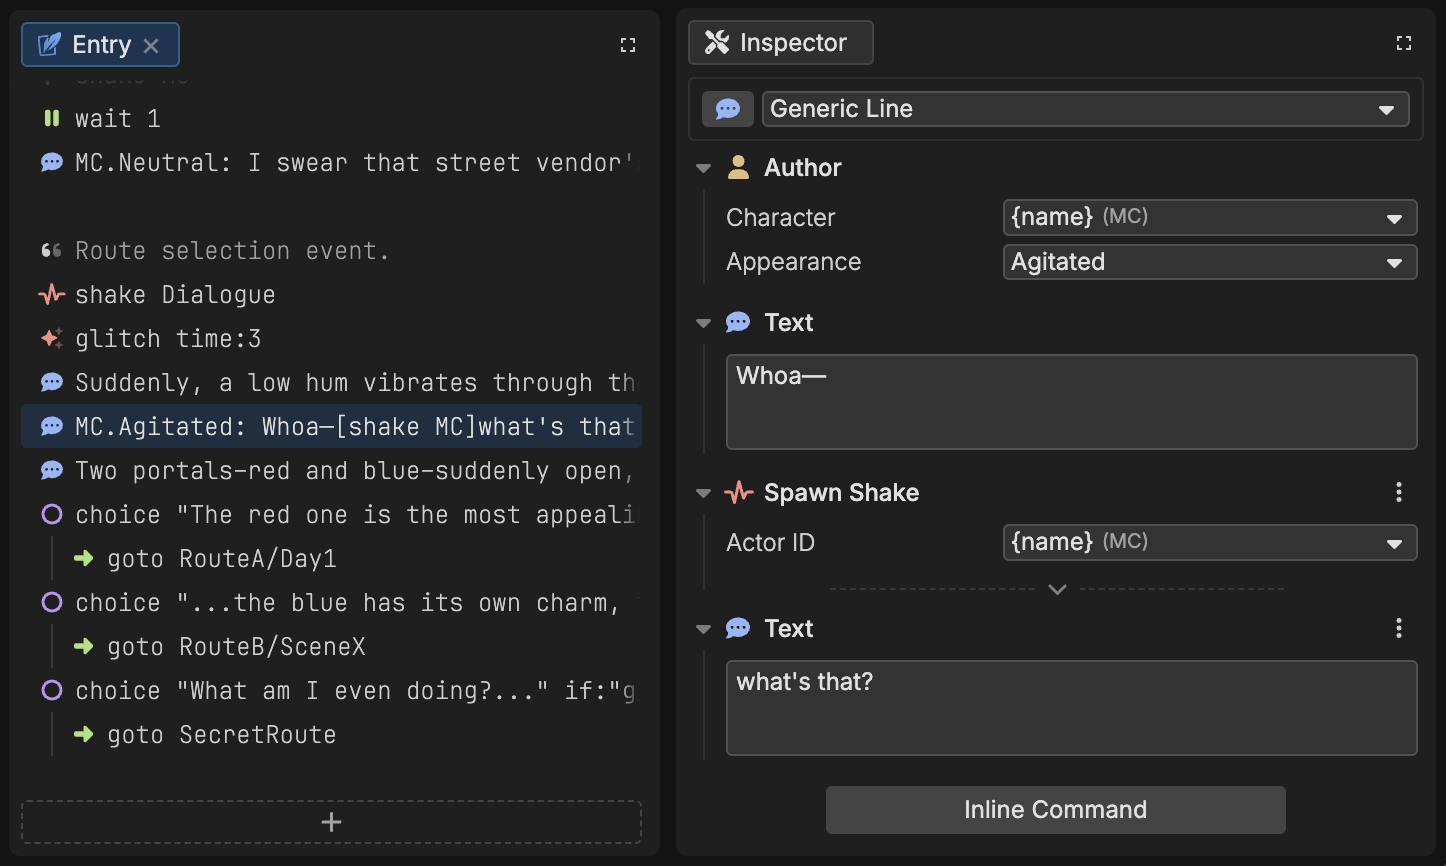 Entry
wait 1
MC.Neutral: I swear that street vendor'
Route selection event.
shake Dialogue
glitch time:3
Suddenly, a low hum vibrates through th
MC.Agitated: Whoa—[shake MC]what's that
Two portals—red and blue—suddenly open,
choice "The red one is the most appeali
goto RouteA/Day1
choice "...the blue has its own charm,
goto RouteB/SceneX
choice "What am I even doing?..." if:"g
goto SecretRoute
+
Inspector
Generic Line
Author
Character {name} (MC)
Appearance Agitated
Text
Whoa—
Spawn Shake
Actor ID {name} (MC)
Text
what's that?
Inline Command